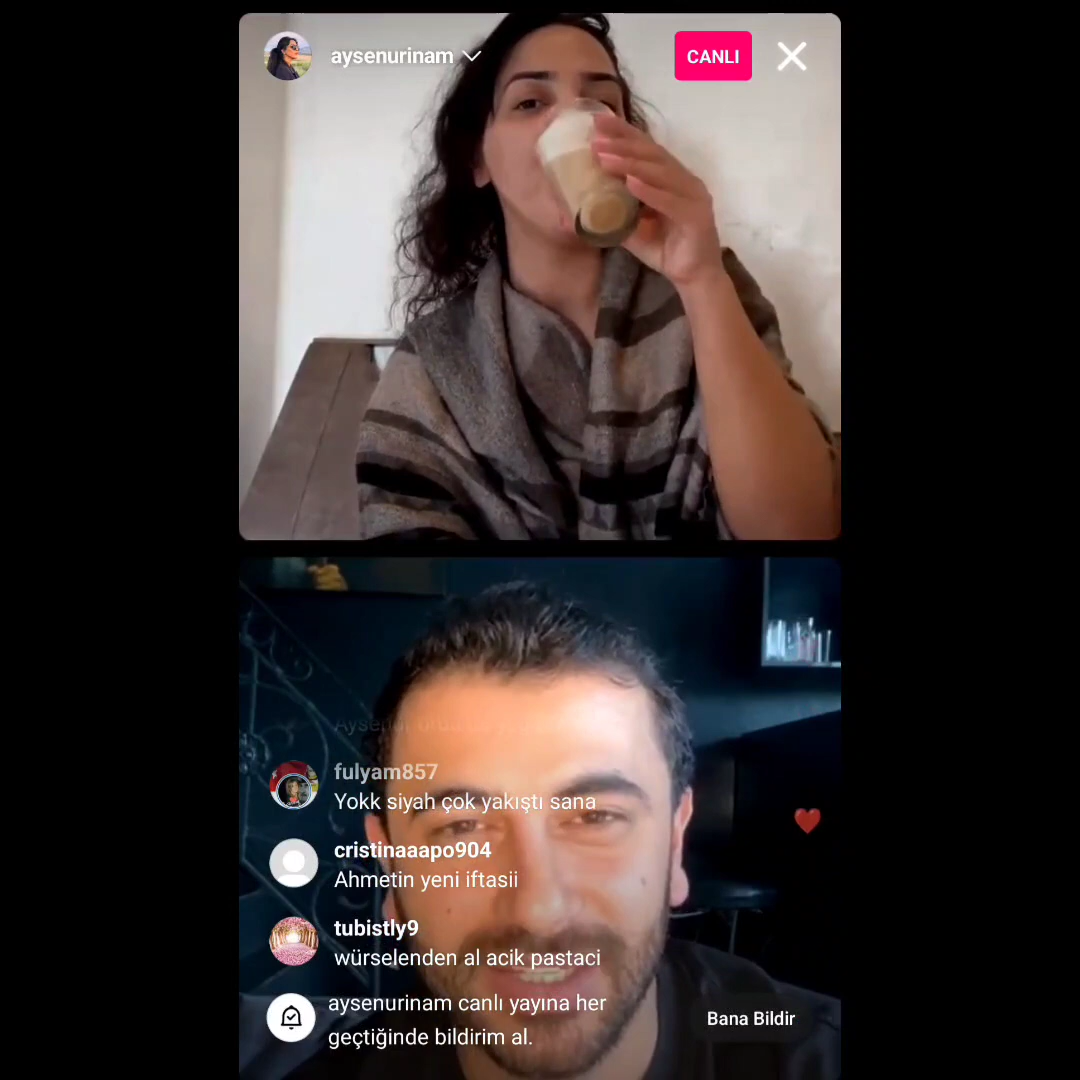 aysenurinam
CANLI
fulyam857
Yokk siyah çok yakıştı sana
cristinaaapo904
Ahmetin yeni iftasii
tubistly9
würselenden al acik pastaci
aysenurinam canlı yayına her
geçtiğinde bildirim al.
Bana Bildir